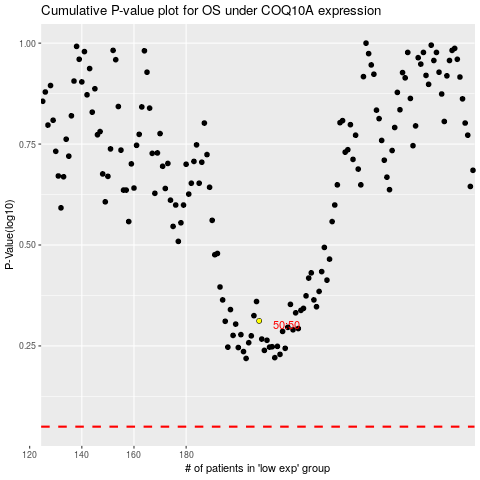 Cumulative P-value plot for OS under COQ10A expression
P-Value(log10)
1.00
0.75
0.50
0.25
50:50
120 140 160 180
# of patients in 'low exp' group